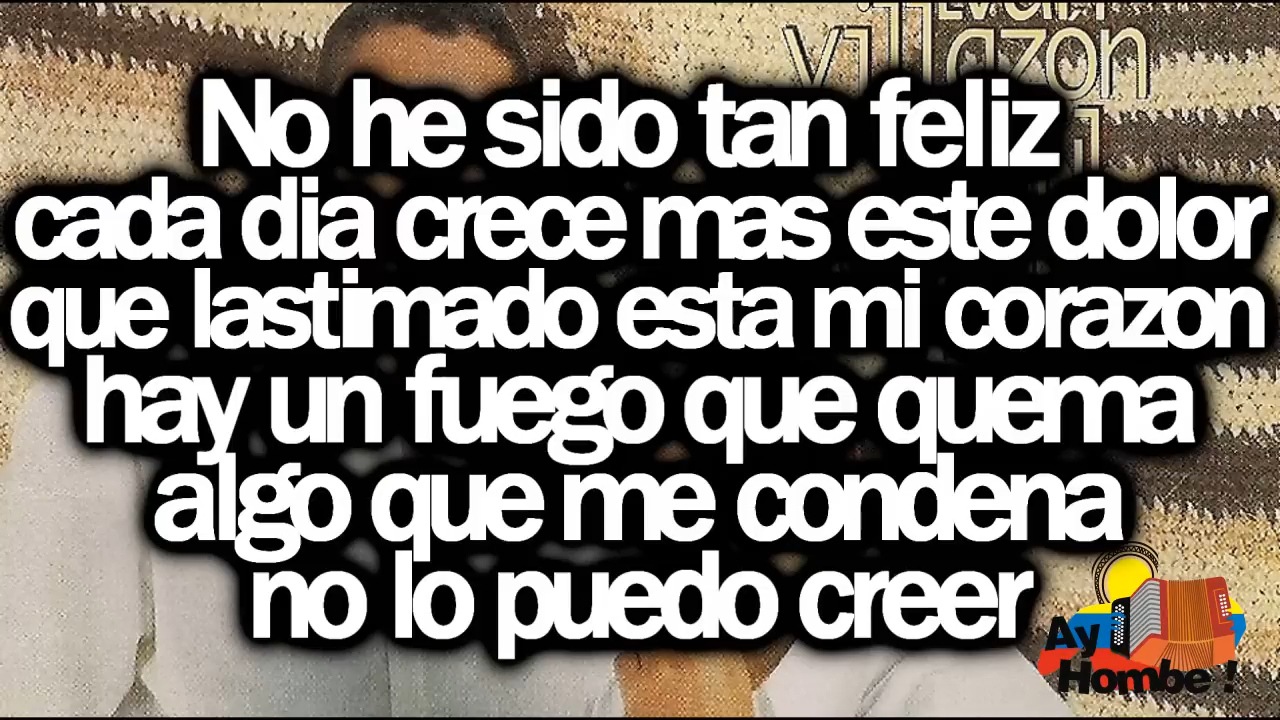 Ivan
villazon
No he sido tan feliz
cada dia crece mas este dolor
que lastimado esta mi corazon
hay un fuego que quema
algo que me condena
no lo puedo creer
Ay
Hombe !